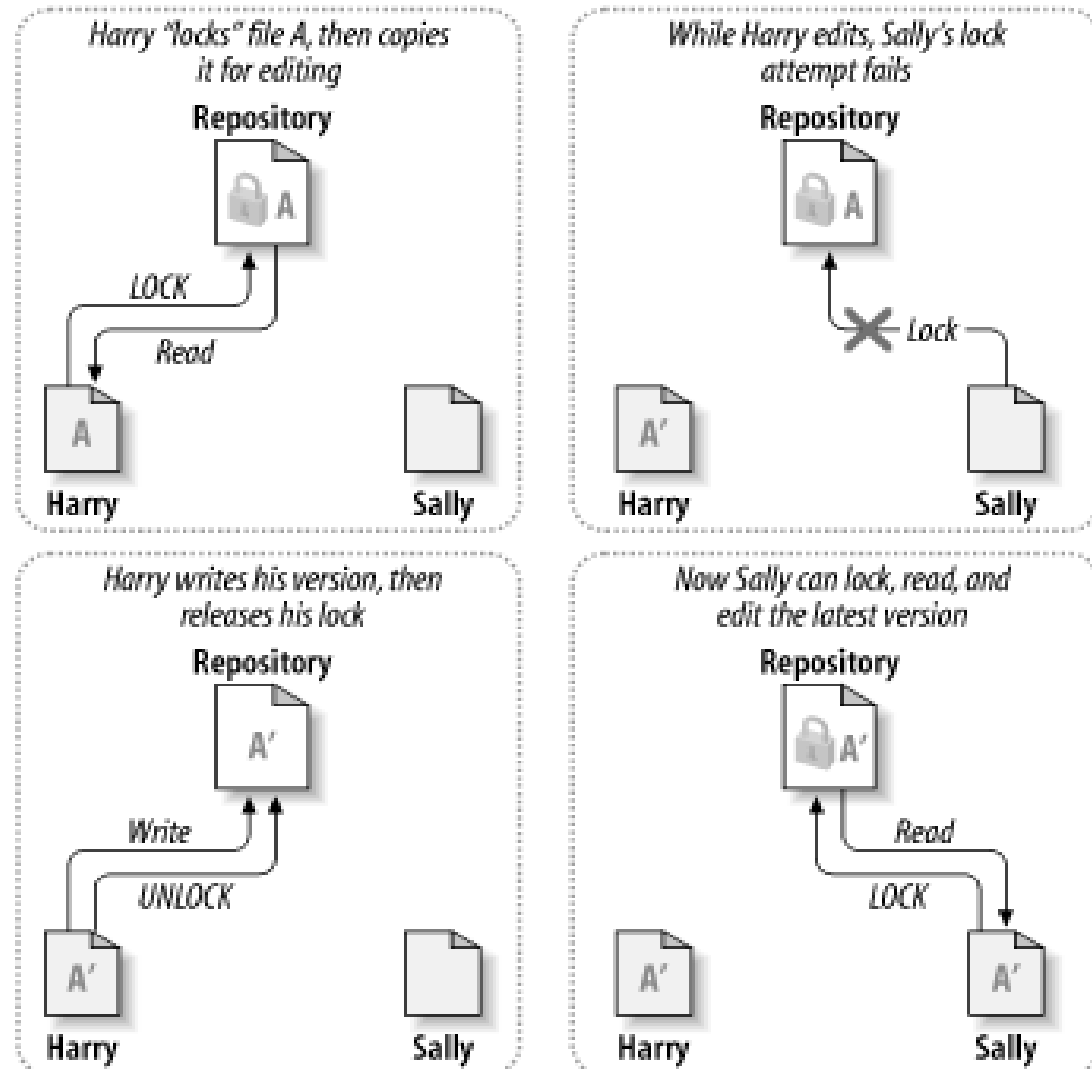 Harry "locks" file A, then copies
it for editing
Repository
A
LOCK
Read
A
Harry
Sally
While Harry edits, Sally's lock
attempt fails
Repository
A
Lock
A′
Harry
Sally
Harry writes his version, then
releases his lock
Repository
A′
Write
UNLOCK
A′
Harry
Sally
Now Sally can lock, read, and
edit the latest version
Repository
A′
Read
LOCK
A′
Harry
A′
Sally